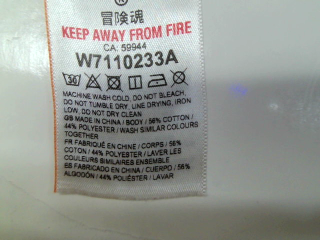 ®
冒険魂
KEEP AWAY FROM FIRE
CA: 59944
W7110233A
30
MACHINE WASH COLD, DO NOT BLEACH,
DO NOT TUMBLE DRY, LINE DRYING, IRON
LOW, DO NOT DRY CLEAN
GB MADE IN CHINA / BODY / 56% COTTON /
44% POLYESTER / WASH SIMILAR COLOURS
TOGETHER
FR FABRIQUÉ EN CHINE / CORPS / 56%
COTON / 44% POLYESTER / LAVER LES
COULEURS SIMILAIRES ENSEMBLE
ES FABRICADO EN CHINA / CUERPO / 56%
ALGODÓN / 44% POLIÉSTER / LAVAR